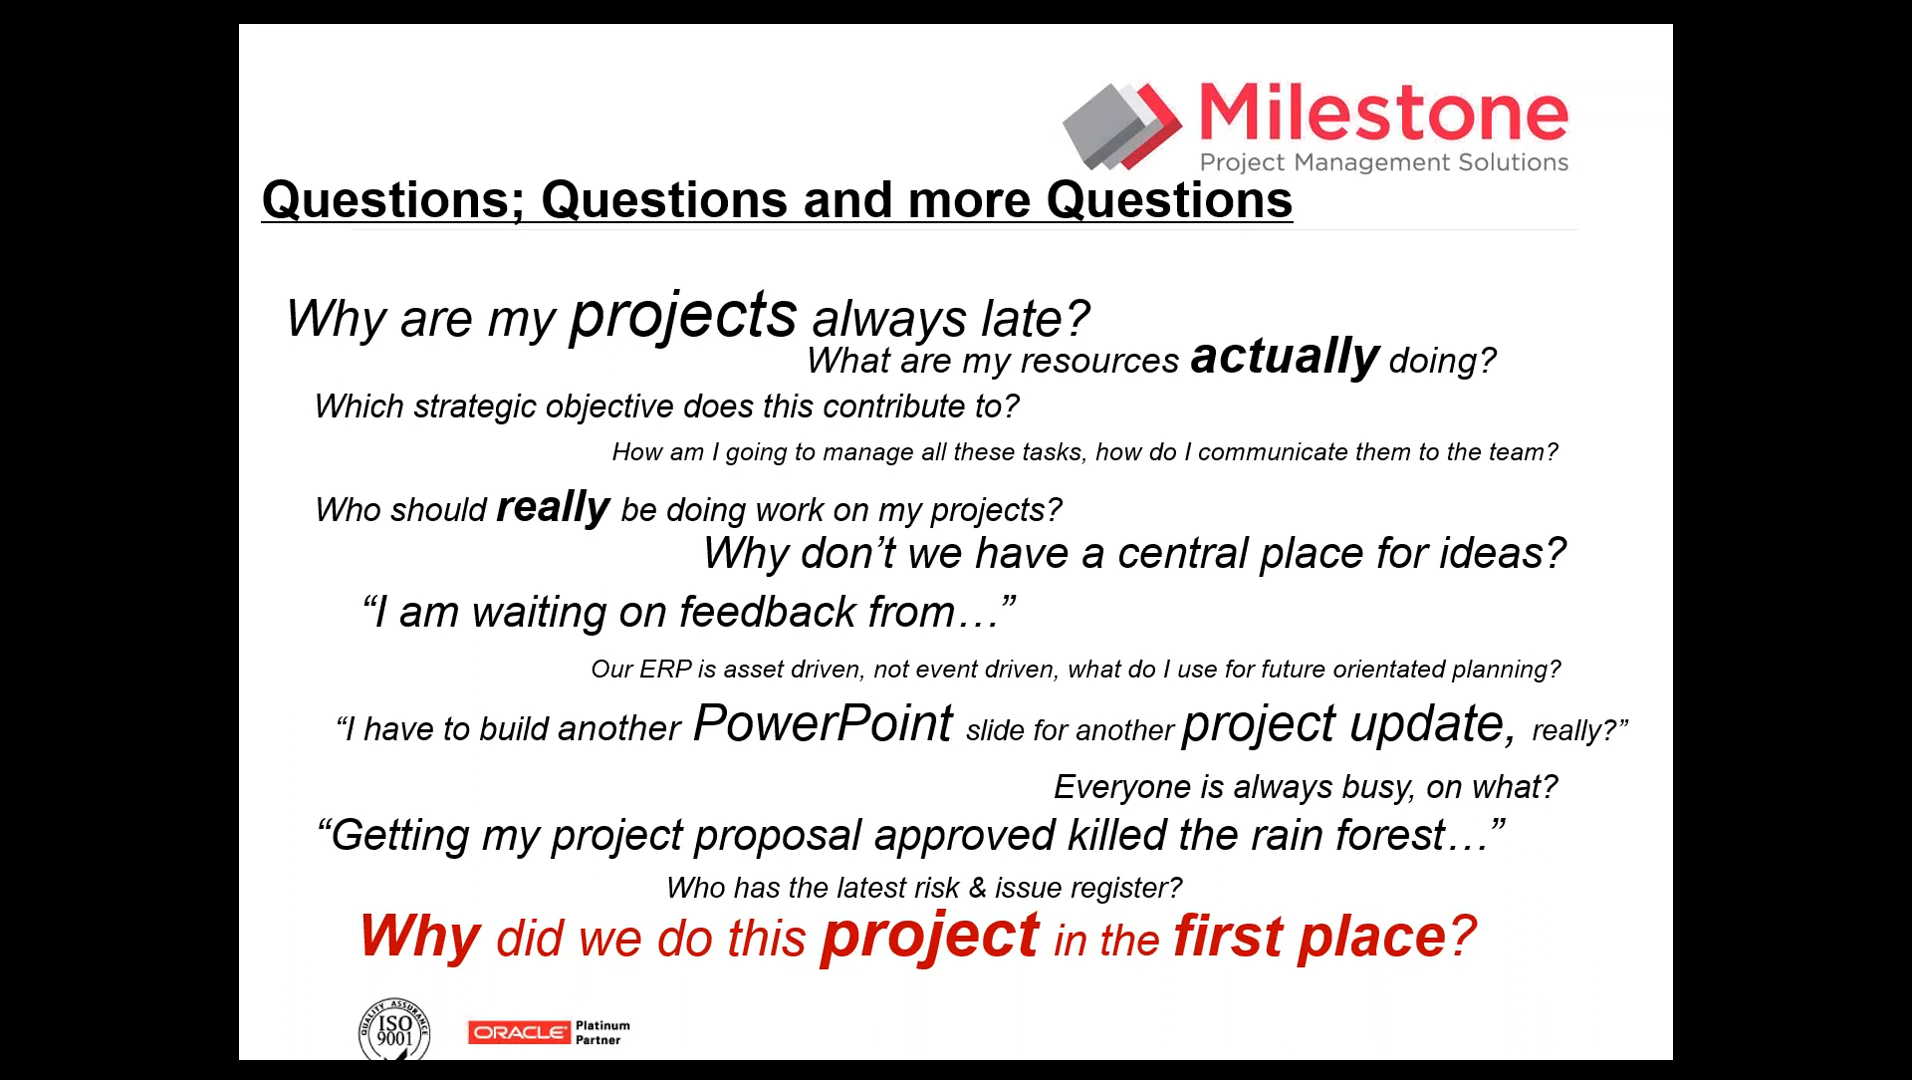 Milestone
Project Management Solutions
Questions; Questions and more Questions
Why are my projects always late?
What are my resources actually doing?
Which strategic objective does this contribute to?
How am I going to manage all these tasks, how do I communicate them to the team?
Who should really be doing work on my projects?
Why don’t we have a central place for ideas?
“I am waiting on feedback from…”
Our ERP is asset driven, not event driven, what do I use for future orientated planning?
“I have to build another PowerPoint slide for another project update, really?”
Everyone is always busy, on what?
“Getting my project proposal approved killed the rain forest…”
Who has the latest risk & issue register?
Why did we do this project in the first place?
QUALITY ASSURANCE
ISO
9001
ORACLE
Platinum
Partner